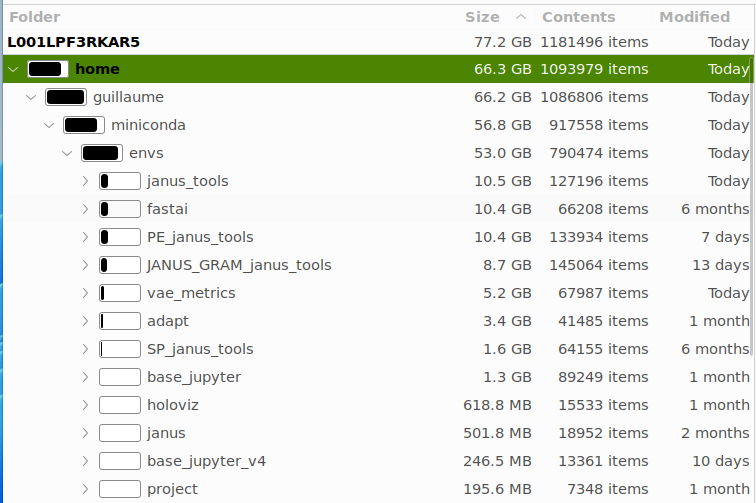 Folder Size Contents Modified
L001LPF3RKAR5 77.2 GB 1181496 items Today
home 66.3 GB 1093979 items Today
guillaume 66.2 GB 1086806 items Today
miniconda 56.8 GB 917558 items Today
envs 53.0 GB 790474 items Today
janus_tools 10.5 GB 127196 items Today
fastai 10.4 GB 66208 items 6 months
PE_janus_tools 10.4 GB 133934 items 7 days
JANUS_GRAM_janus_tools 8.7 GB 145064 items 13 days
vae_metrics 5.2 GB 67987 items Today
adapt 3.4 GB 41485 items 1 month
SP_janus_tools 1.6 GB 64155 items 6 months
base_jupyter 1.3 GB 89249 items 1 month
holoviz 618.8 MB 15533 items 1 month
janus 501.8 MB 18952 items 2 months
base_jupyter_v4 246.5 MB 13361 items 10 days
project 195.6 MB 7348 items 1 month